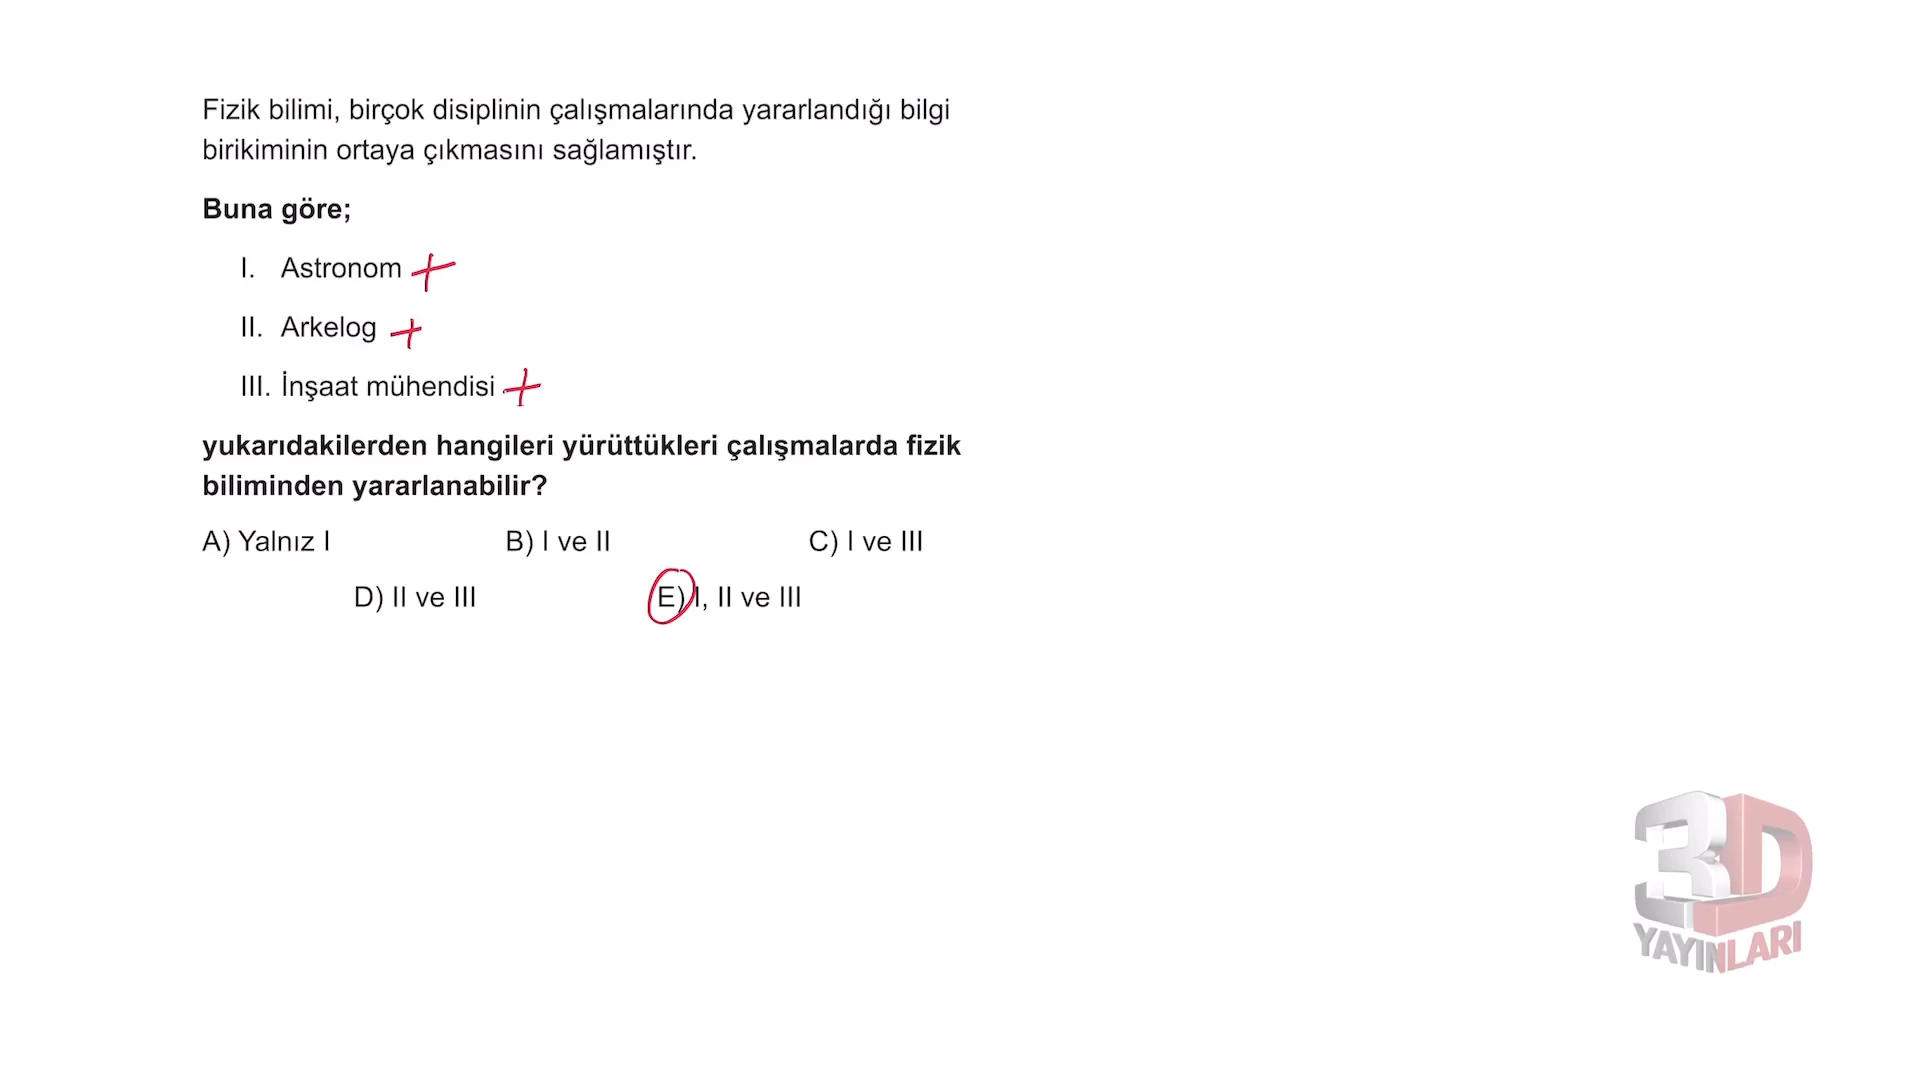 Fizik bilimi, birçok disiplinin çalışmalarında yararlandığı bilgi
birikiminin ortaya çıkmasını sağlamıştır.
Buna göre;
I. Astronom +
II. Arkelog +
III. İnşaat mühendisi +
yukarıdakilerden hangileri yürüttükleri çalışmalarda fizik
biliminden yararlanabilir?
A) Yalnız I B) I ve II C) I ve III
D) II ve III E) I, II ve III
3D
YAYINLARI